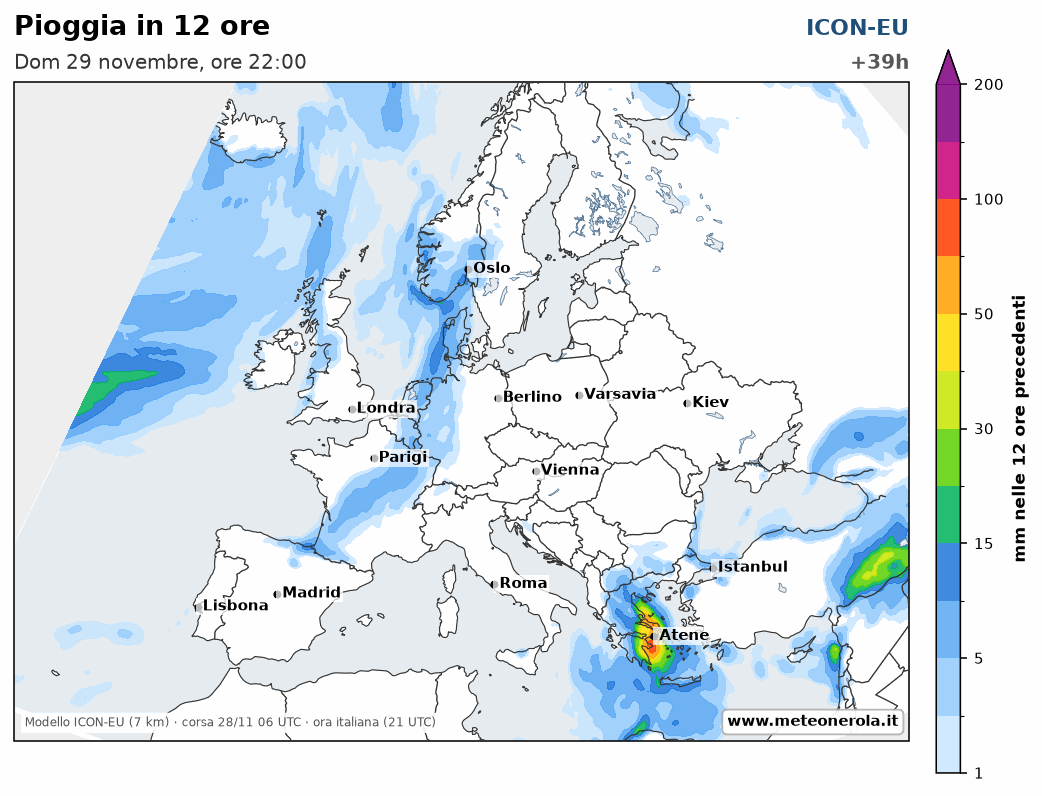 Pioggia in 12 ore
ICON-EU
Dom 29 novembre, ore 22:00
+39h
200
100
50
30
15
5
1
mm nelle 12 ore precedenti
Oslo
Berlino
Varsavia
Kiev
Londra
Parigi
Vienna
Istanbul
Roma
Madrid
Lisbona
Atene
Modello ICON-EU (7 km) · corsa 28/11 06 UTC · ora italiana (21 UTC)
www.meteonerola.it